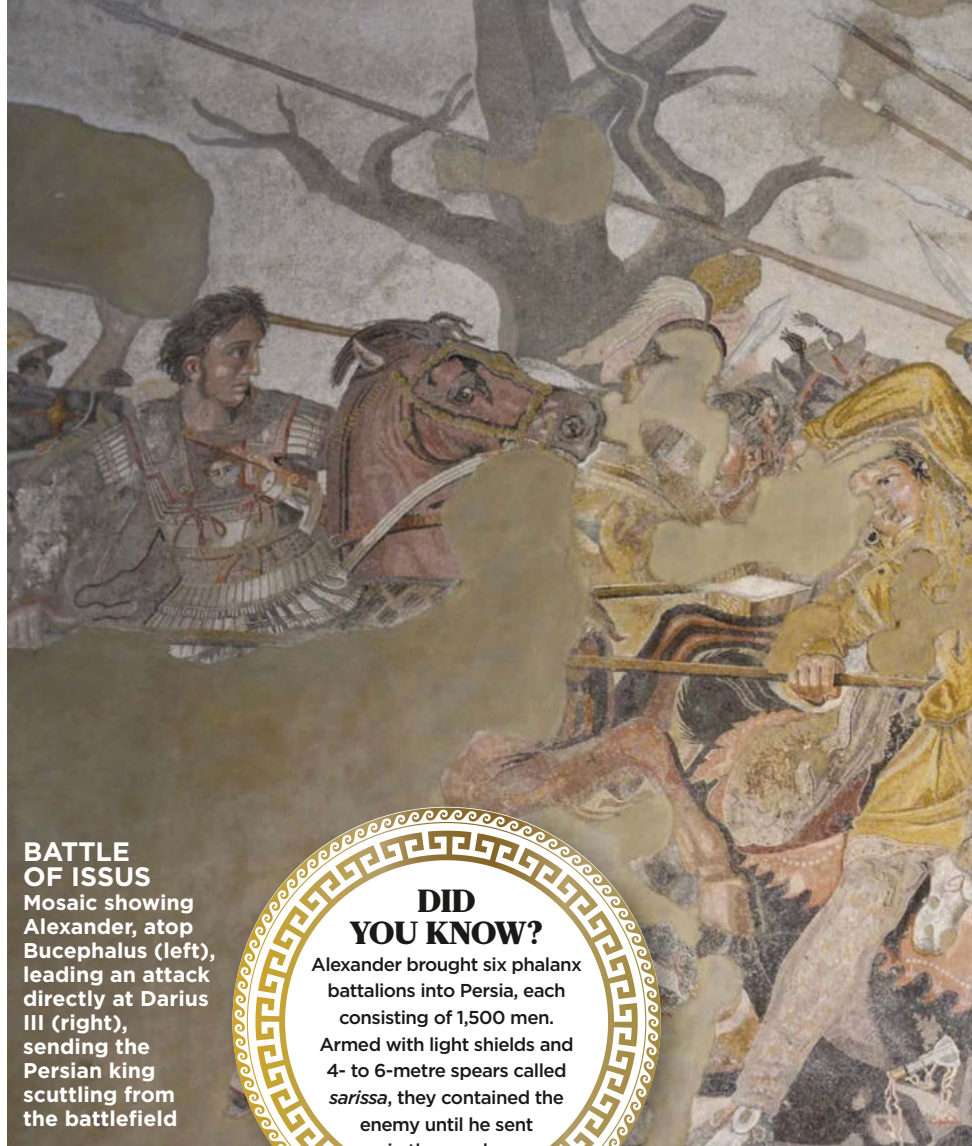 BATTLE
OF ISSUS
Mosaic showing
Alexander, atop
Bucephalus (left),
leading an attack
directly at Darius
III (right),
sending the
Persian king
scuttling from
the battlefield
DID
YOU KNOW?
Alexander brought six phalanx
battalions into Persia, each
consisting of 1,500 men.
Armed with light shields and
4- to 6-metre spears called
sarissa, they contained the
enemy until he sent